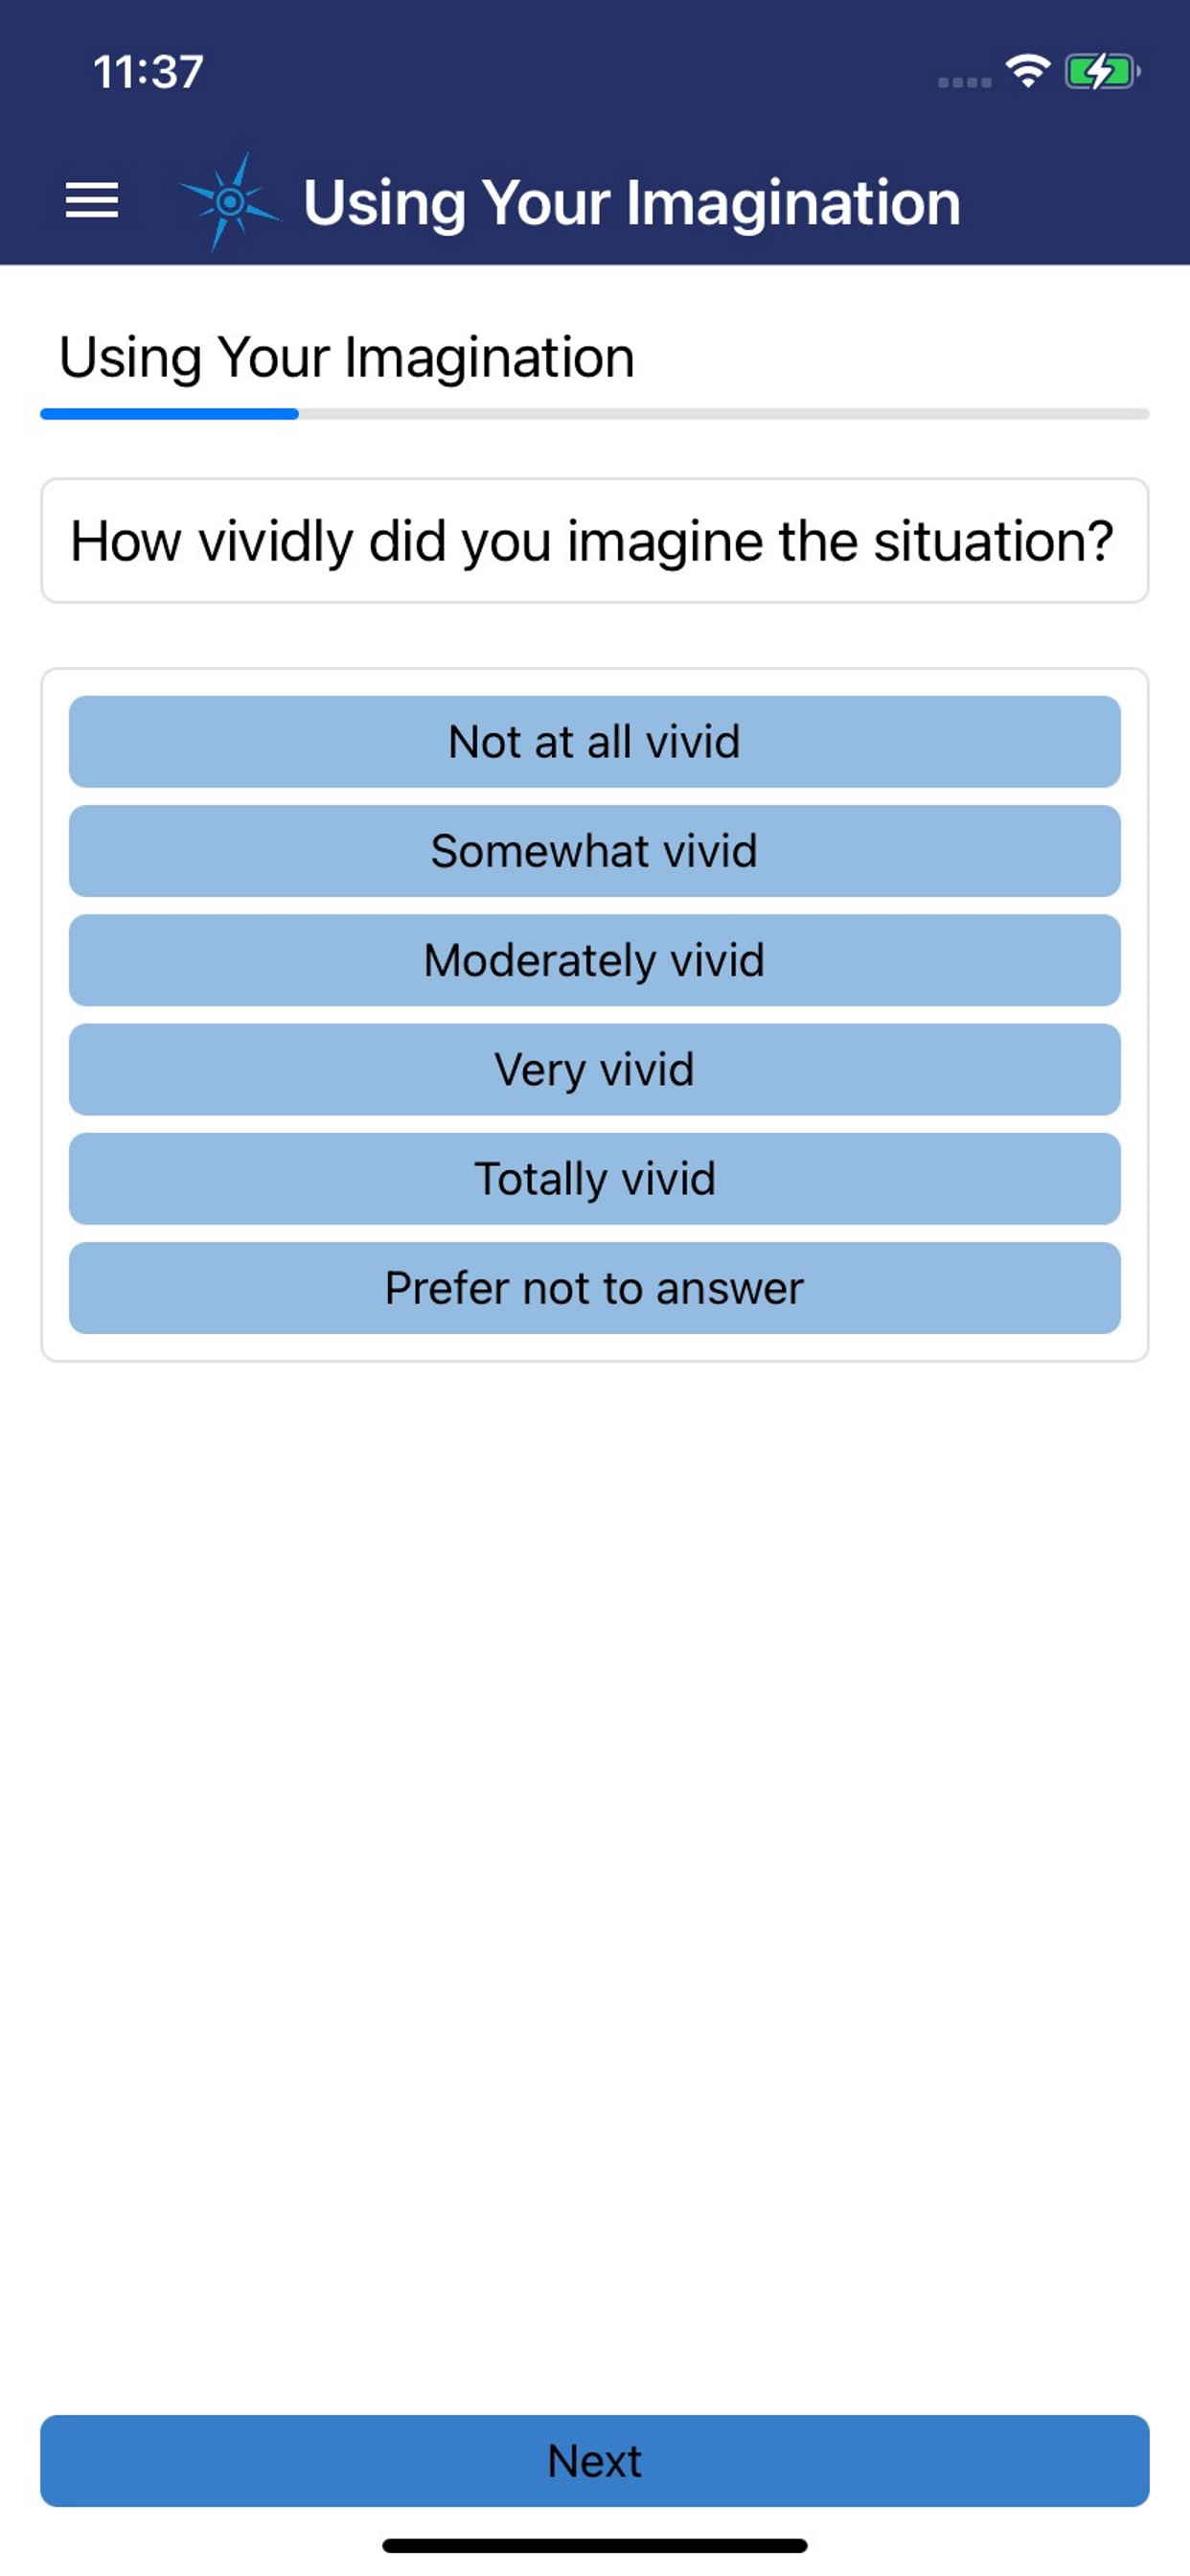 11:37
Using Your Imagination
Using Your Imagination
How vividly did you imagine the situation?
Not at all vivid
Somewhat vivid
Moderately vivid
Very vivid
Totally vivid
Prefer not to answer
Next